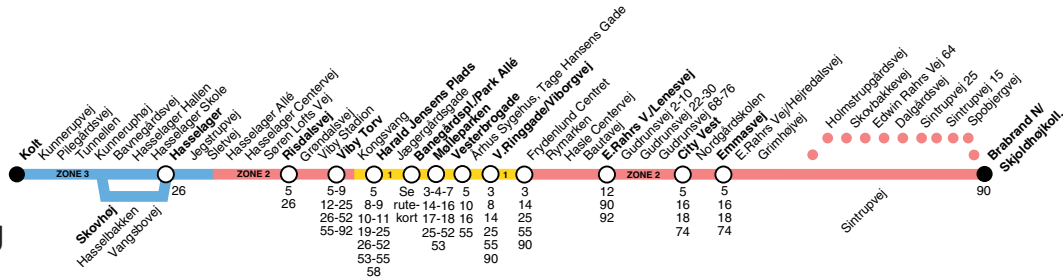 Kolt
Kunnerupvej
Pilegårdsvej
Tunnellen
Kunneruphøj
Bavnegårdsvej
Hasselager Hallen
Hasselager Skole
Hasselager
Jegstrupvej
Sletvej
Hasselager Allé
Hasselager Centervej
Søren Lofts Vej
Risdalsvej
Grøndalsvej
Viby Stadion
Viby Torv
Kongsvang
Harald Jensens Plads
Jægergårdsgade
Banegårdspl./Park Allé
Mølleparken
Vesterbrogade
Århus Sygehus, Tage Hansens Gade
V.Ringgade/Viborgvej
Frydenlund Centret
Rymarken
Hasle Centervej
Bautavej
E.Rahrs V./Lenesvej
Gudrunsvej 2-10
Gudrunsvej 22-30
Gudrunsvej 68-76
City Vest
Nordgårdskolen
Emmasvej
E.Rahrs Vej/Hejredalsvej
Grimhøjvej
Holmstrupgårdsvej
Skovbakkevej
Edwin Rahrs Vej 64
Dalgårdsvej
Sintrupvej 25
Sintrupvej 15
Spobjergvej
Brabrand N/
Skjoldhøjkolt.
ZONE 3
ZONE 2
1
1
ZONE 2
Skovhøj
Hasselbakken
Vangsbovej
Sintrupvej
26
5
26
5-9
12-25
26-52
55-92
5
8-9
10-11
19-25
26-52
53-55
58
Se
rute-
kort
3-4-7
14-16
17-18
25-52
53
5
10
16
55
3
8
14
25
55
90
3
14
25
55
90
12
90
92
5
16
18
74
5
16
18
74
90